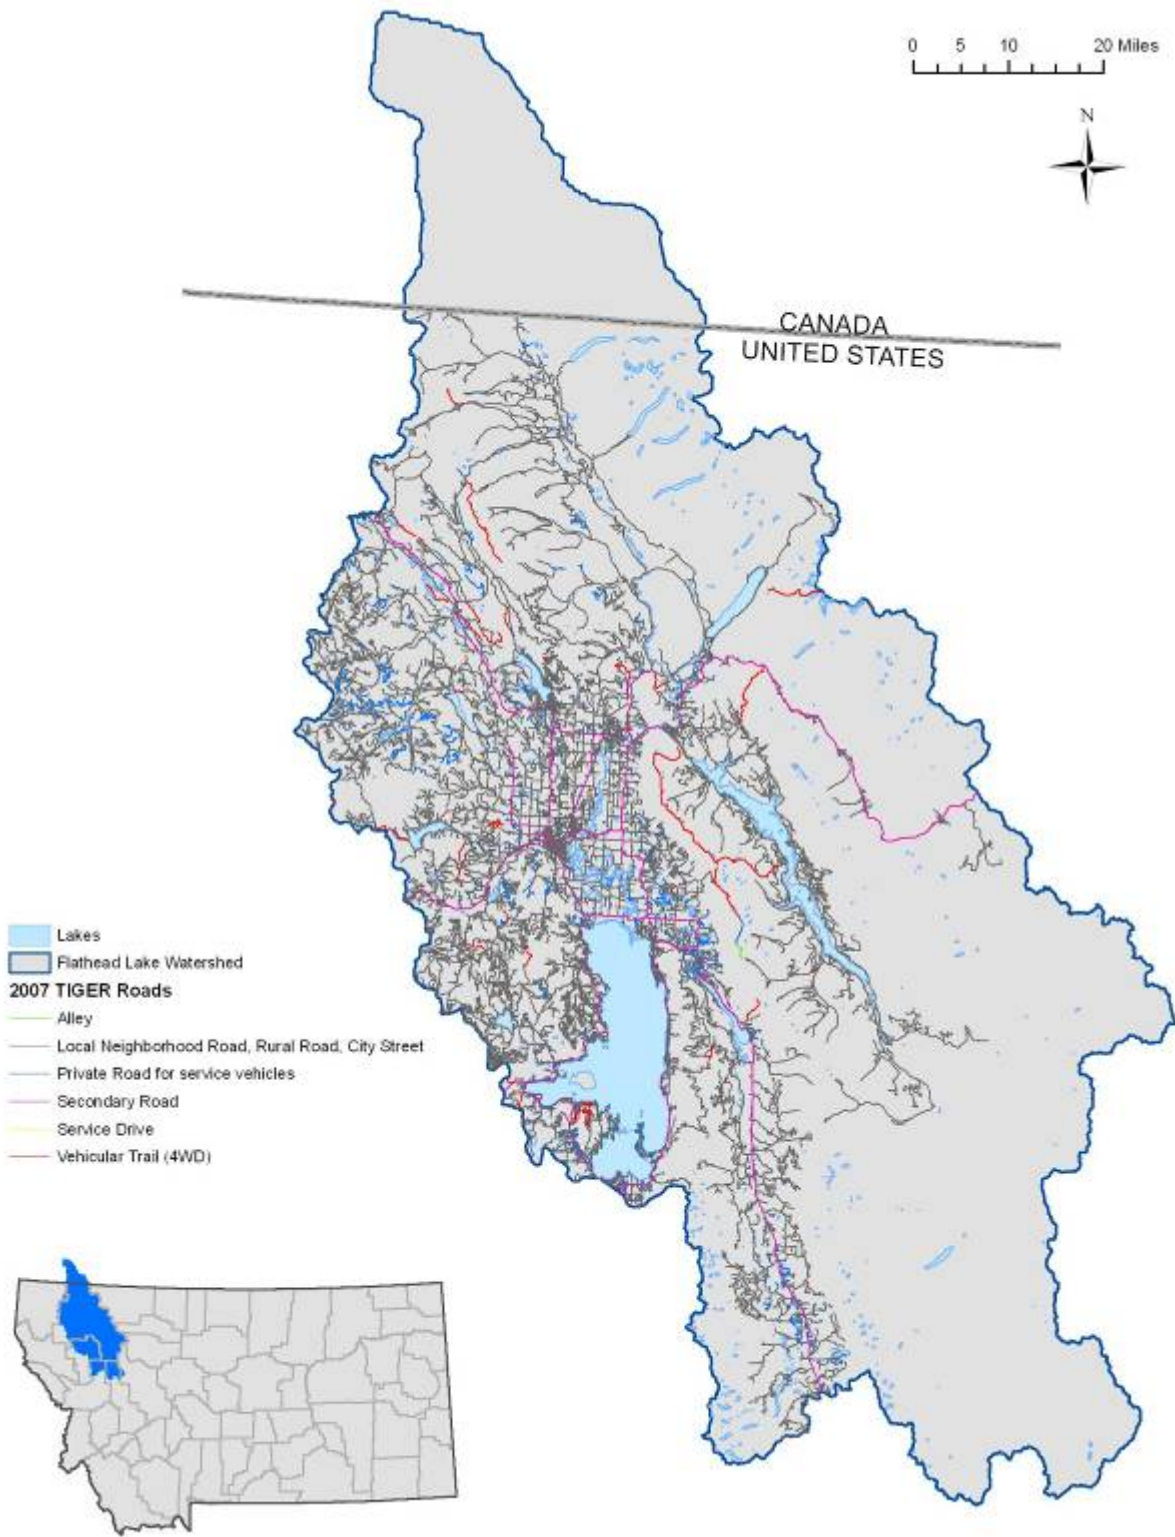 0 5 10 20 Miles
N
CANADA
UNITED STATES
Lakes
Flathead Lake Watershed
2007 TIGER Roads
Alley
Local Neighborhood Road, Rural Road, City Street
Private Road for service vehicles
Secondary Road
Service Drive
Vehicular Trail (4WD)